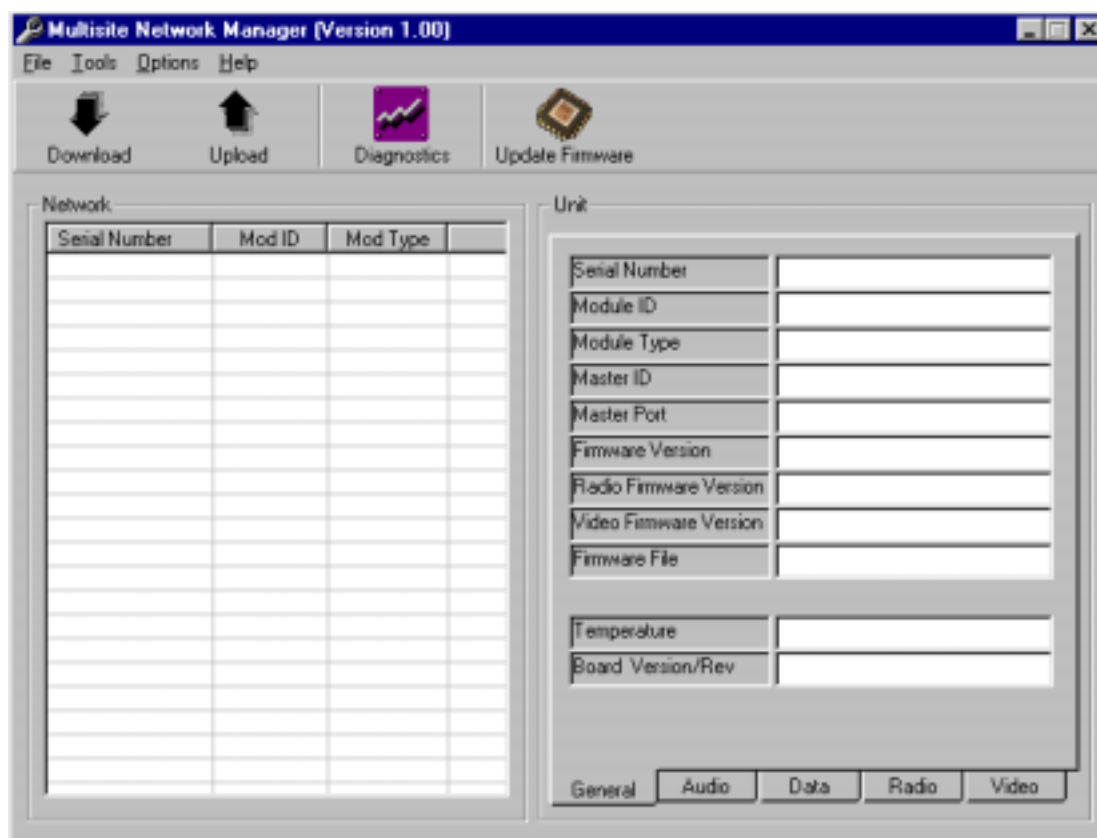 Multisite Network Manager (Version 1.00)
File Tools Options Help
Download Upload Diagnostics Update Firmware
Network
Serial Number Mod ID Mod Type
Unit
Serial Number
Module ID
Module Type
Master ID
Master Port
Firmware Version
Radio Firmware Version
Video Firmware Version
Firmware File
Temperature
Board Version/Rev
General Audio Data Radio Video